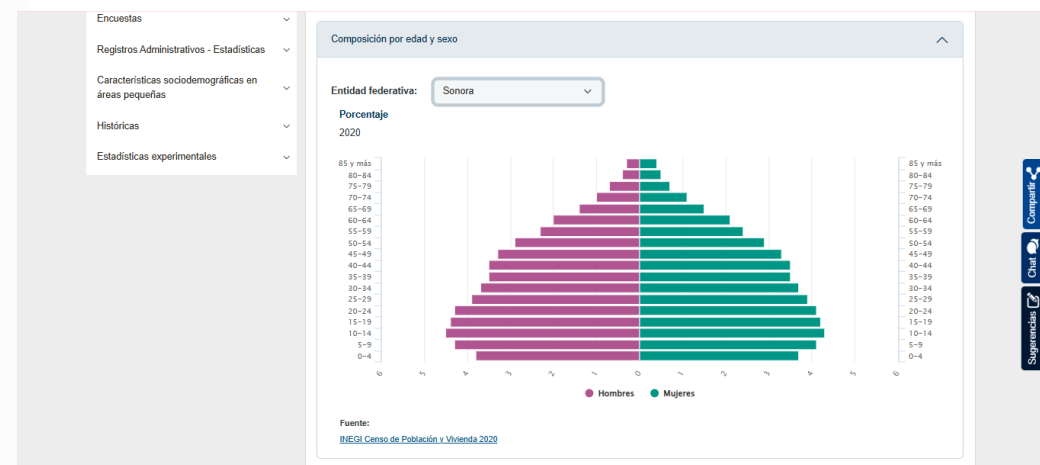 Encuestas
Registros Administrativos - Estadísticas
Características sociodemográficas en
áreas pequeñas
Históricas
Estadísticas experimentales
Composición por edad y sexo
Entidad federativa: Sonora
Porcentaje
2020
85 y más 85 y más
80-84 80-84
75-79 75-79
70-74 70-74
65-69 65-69
60-64 60-64
55-59 55-59
50-54 50-54
45-49 45-49
40-44 40-44
35-39 35-39
30-34 30-34
25-29 25-29
20-24 20-24
15-19 15-19
10-14 10-14
5-9 5-9
0-4 0-4
6 5 4 3 2 1 0 1 2 3 4 5 6
Hombres Mujeres
Fuente:
INEGI Censo de Población y Vivienda 2020
Compartir
Chat
Sugerencias